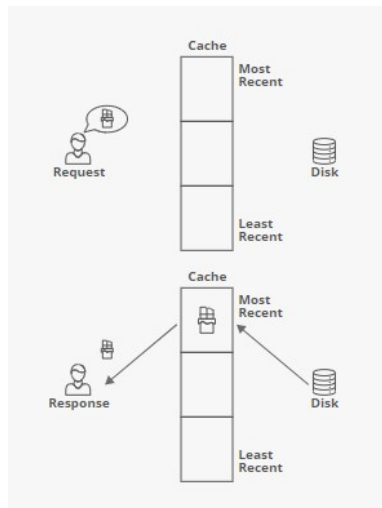 Cache
Most
Recent
Request
Disk
Least
Recent
Cache
Most
Recent
Response
Disk
Least
Recent